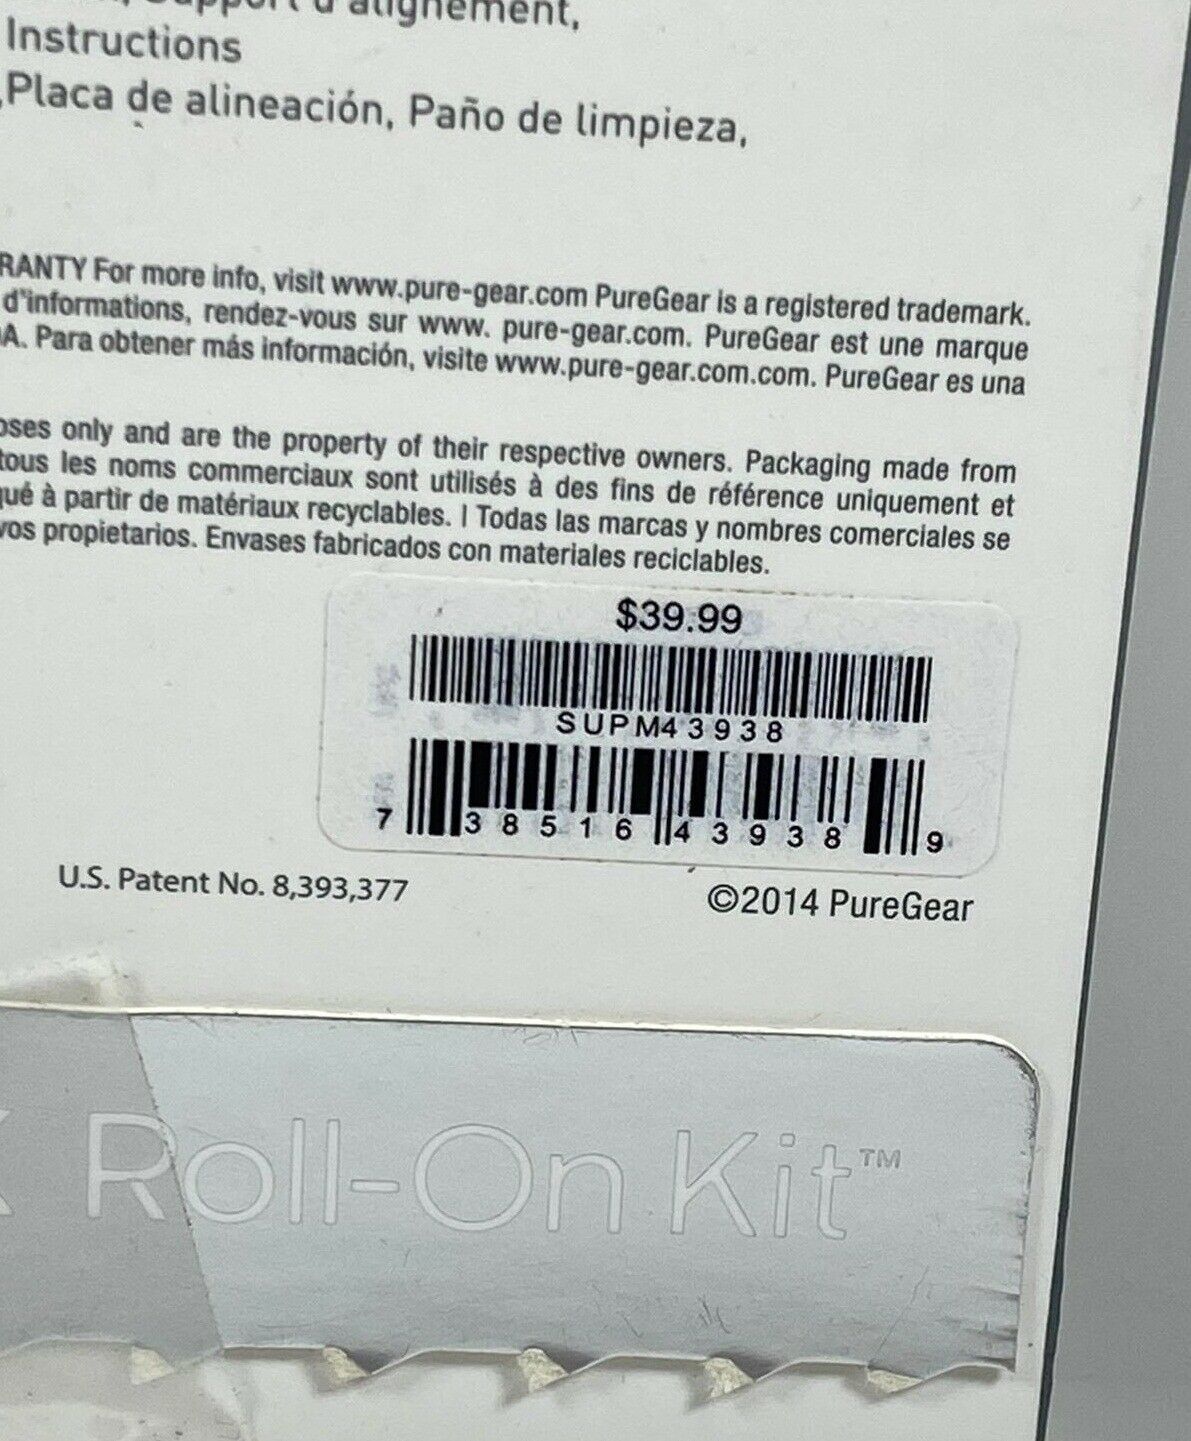 d'alignement,
Instructions
,Placa de alineación, Paño de limpieza,
For more info, visit www.pure-gear.com PureGear is a registered trademark.
d'informations, rendez-vous sur www. pure-gear.com. PureGear est une marque
A. Para obtener más información, visite www.pure-gear.com.com. PureGear es una
only and are the property of their respective owners. Packaging made from
tous les noms commerciaux sont utilisés à des fins de référence uniquement et
qué à partir de matériaux recyclables. | Todas las marcas y nombres comerciales se
vos propietarios. Envases fabricados con materiales reciclables.
$39.99
SUPM43938
7 38516 43938 9
U.S. Patent No. 8,393,377
©2014 PureGear
Roll-On Kit™